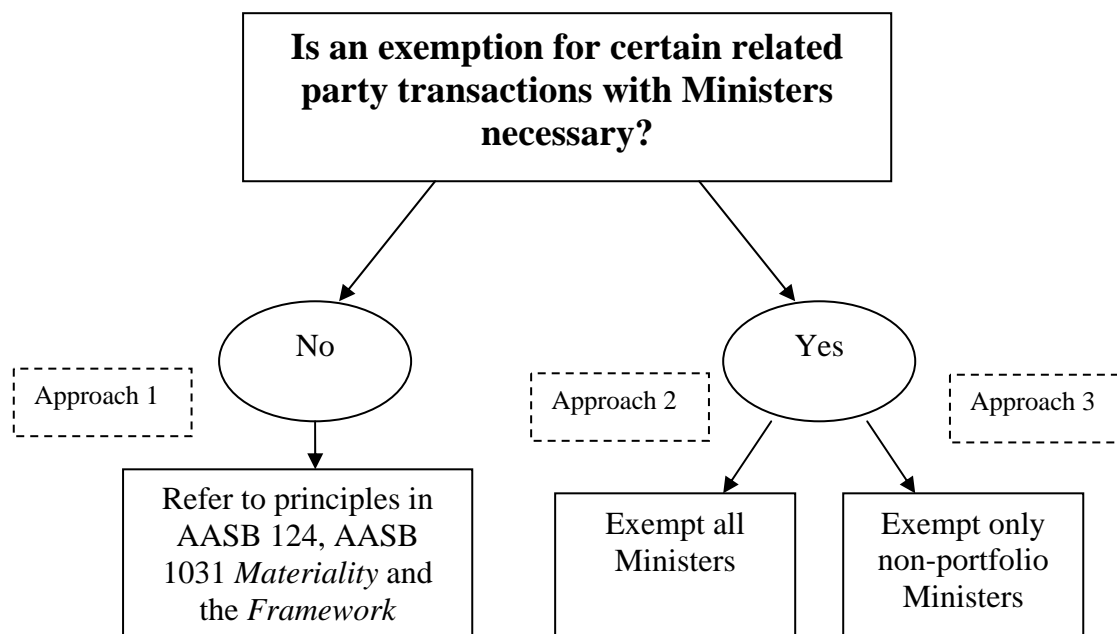 Is an exemption for certain related
party transactions with Ministers
necessary?
No
Yes
Approach 1
Approach 2
Approach 3
Refer to principles in
AASB 124, AASB
1031 Materiality and
the Framework
Exempt all
Ministers
Exempt only
non-portfolio
Ministers